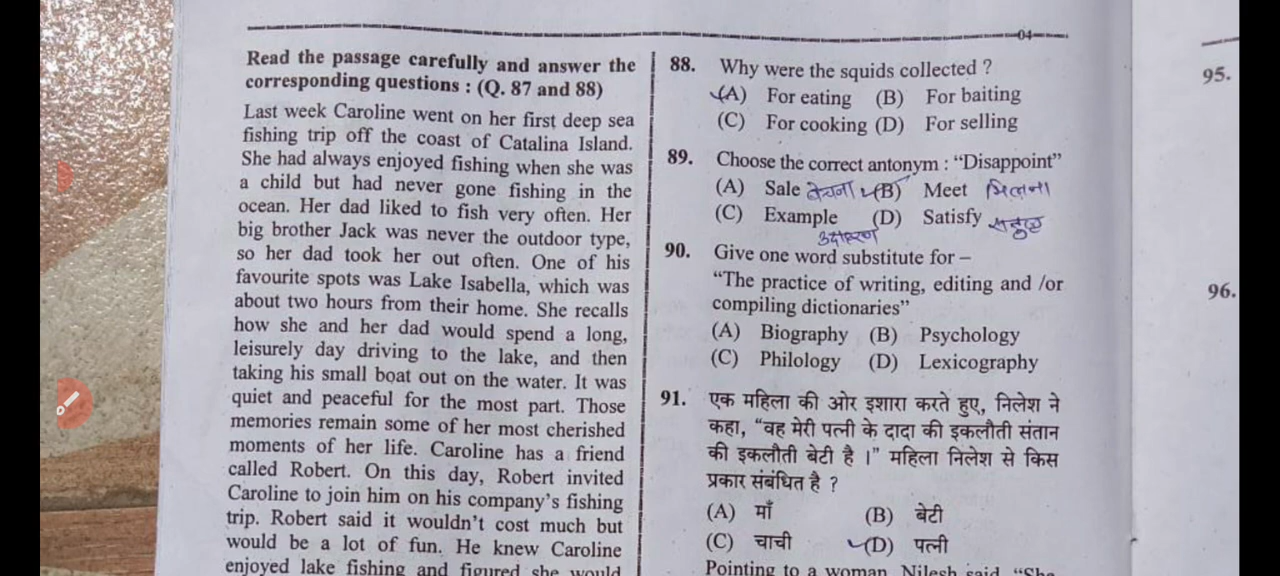 04
Read the passage carefully and answer the
corresponding questions : (Q. 87 and 88)
Last week Caroline went on her first deep sea
fishing trip off the coast of Catalina Island.
She had always enjoyed fishing when she was
a child but had never gone fishing in the
ocean. Her dad liked to fish very often. Her
big brother Jack was never the outdoor type,
so her dad took her out often. One of his
favourite spots was Lake Isabella, which was
about two hours from their home. She recalls
how she and her dad would spend a long,
leisurely day driving to the lake, and then
taking his small boat out on the water. It was
quiet and peaceful for the most part. Those
memories remain some of her most cherished
moments of her life. Caroline has a friend
called Robert. On this day, Robert invited
Caroline to join him on his company's fishing
trip. Robert said it wouldn't cost much but
would be a lot of fun. He knew Caroline
enjoyed lake fishing and figured she would
88. Why were the squids collected ?
(A) For eating (B) For baiting
(C) For cooking (D) For selling
89. Choose the correct antonym : “Disappoint”
(A) Sale बेचना (B) Meet मिलना
(C) Example (D) Satisfy
उदाहरण
90. Give one word substitute for –
“The practice of writing, editing and /or
compiling dictionaries”
(A) Biography (B) Psychology
(C) Philology (D) Lexicography
91. एक महिला की ओर इशारा करते हुए, निलेश ने
कहा, “वह मेरी पत्नी के दादा की इकलौती संतान
की इकलौती बेटी है ।” महिला निलेश से किस
प्रकार संबंधित है ?
(A) माँ (B) बेटी
(C) चाची (D) पत्नी
Pointing to a woman, Nilesh said, “She
95.
96.